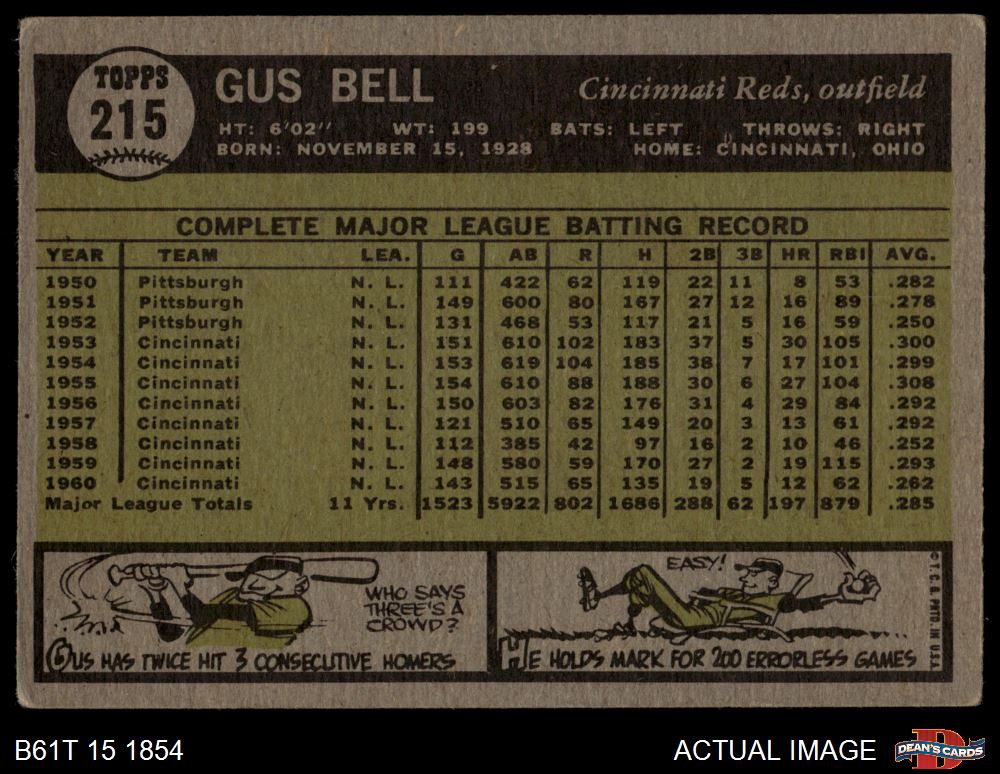 TOPPS
215
GUS BELL
Cincinnati Reds, outfield
HT: 6'02" WT: 199 BATS: LEFT THROWS: RIGHT
BORN: NOVEMBER 15, 1928 HOME: CINCINNATI, OHIO
COMPLETE MAJOR LEAGUE BATTING RECORD
YEAR TEAM LEA. G AB R H 2B 3B HR RBI AVG.
1950 Pittsburgh N. L. 111 422 62 119 22 11 8 53 .282
1951 Pittsburgh N. L. 149 600 80 167 27 12 16 89 .278
1952 Pittsburgh N. L. 131 468 53 117 21 5 16 59 .250
1953 Cincinnati N. L. 151 610 102 183 37 5 30 105 .300
1954 Cincinnati N. L. 153 619 104 185 38 7 17 101 .299
1955 Cincinnati N. L. 154 610 88 188 30 6 27 104 .308
1956 Cincinnati N. L. 150 603 82 176 31 4 29 84 .292
1957 Cincinnati N. L. 121 510 65 149 20 3 13 61 .292
1958 Cincinnati N. L. 112 385 42 97 16 2 10 46 .252
1959 Cincinnati N. L. 148 580 59 170 27 2 19 115 .293
1960 Cincinnati N. L. 143 515 65 135 19 5 12 62 .262
Major League Totals 11 Yrs. 1523 5922 802 1686 288 62 197 879 .285
WHO SAYS
THREE'S A
CROWD?
GUS HAS TWICE HIT 3 CONSECUTIVE HOMERS
EASY!
HE HOLDS MARK FOR 200 ERRORLESS GAMES
© T. C. G. PRTD. IN U.S.A.
B61T 15 1854
ACTUAL IMAGE
DEAN'S CARDS